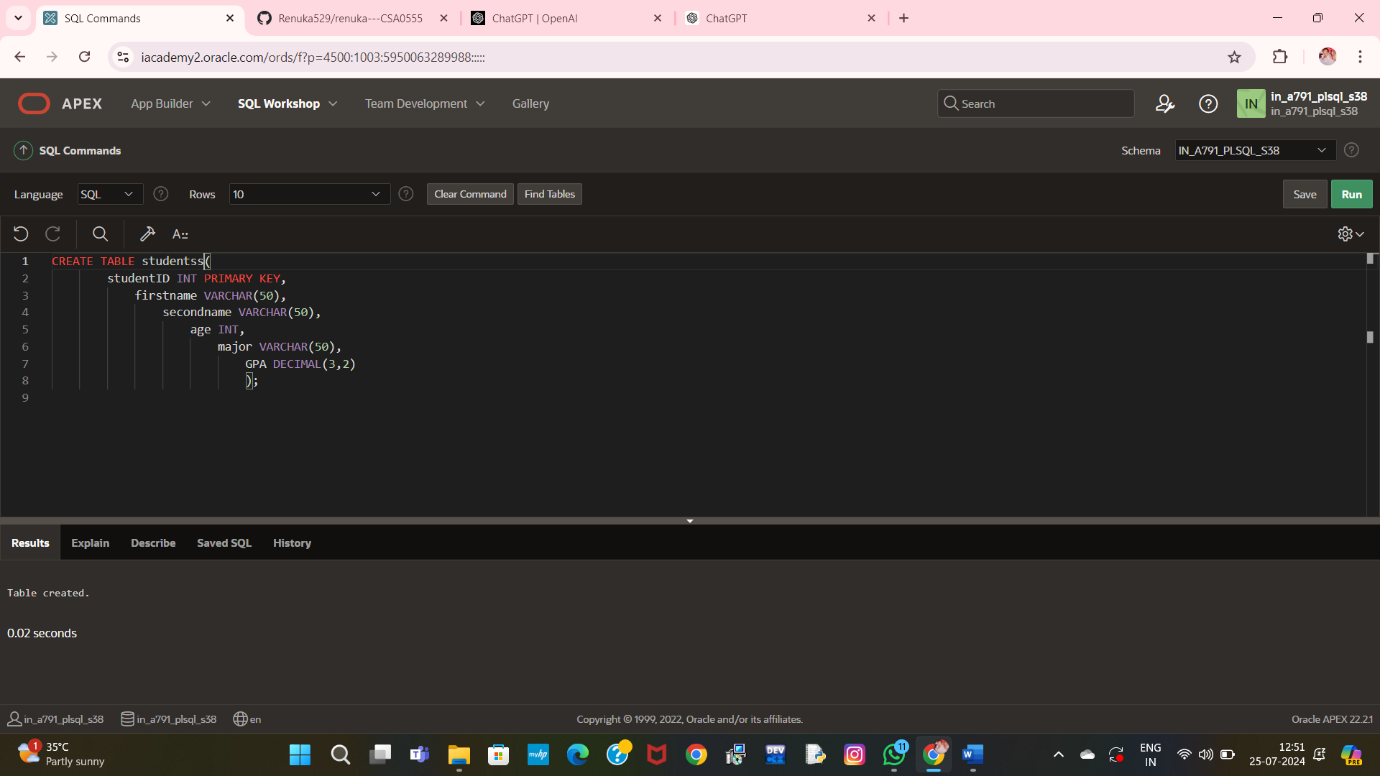 SQL Commands
Renuka529/renuka---CSA0555
ChatGPT | OpenAI
ChatGPT
iacademy2.oracle.com/ords/f?p=4500:1003:5950063289988:::::
APEX App Builder SQL Workshop Team Development Gallery Search IN in_a791_plsql_s38
in_a791_plsql_s38
SQL Commands Schema IN_A791_PLSQL_S38
Language SQL Rows 10 Clear Command Find Tables Save Run
1 CREATE TABLE studentss(
2 studentID INT PRIMARY KEY,
3 firstname VARCHAR(50),
4 secondname VARCHAR(50),
5 age INT,
6 major VARCHAR(50),
7 GPA DECIMAL(3,2)
8 );
9
Results Explain Describe Saved SQL History
Table created.
0.02 seconds
in_a791_plsql_s38 in_a791_plsql_s38 en Copyright © 1999, 2022, Oracle and/or its affiliates. Oracle APEX 22.2.1
1 35°C
Partly sunny
mvhp
DEV
11
W
PRE
ENG
IN
12:51
25-07-2024